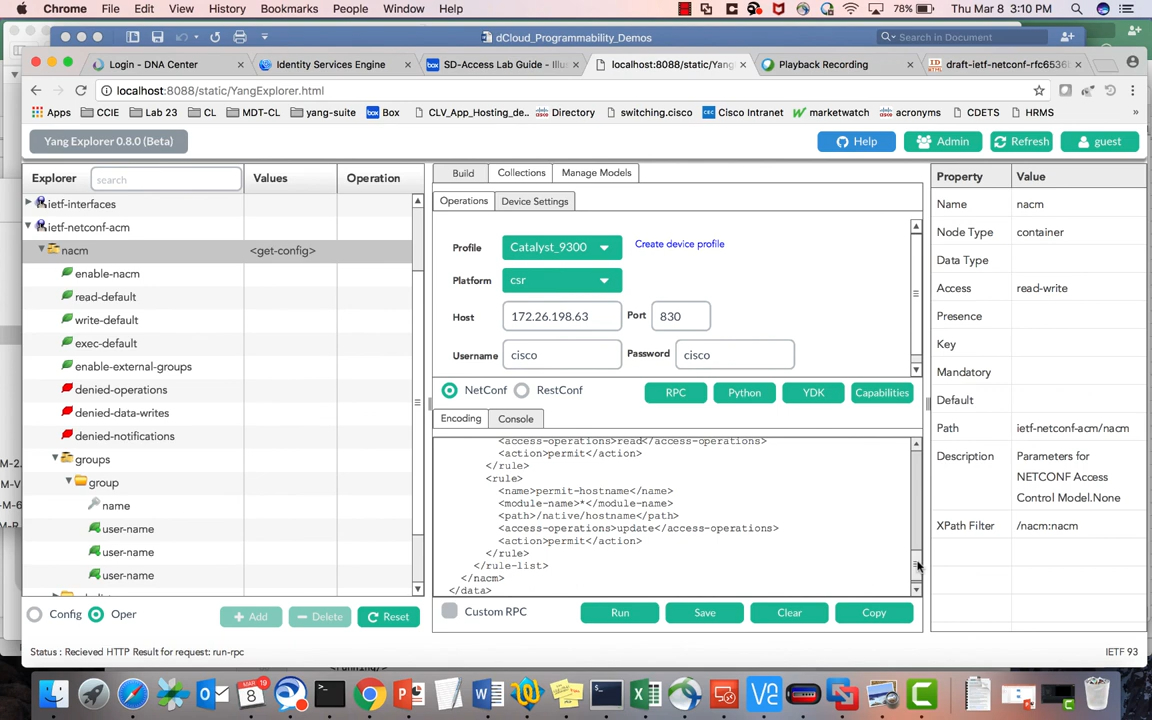 Chrome File Edit View History Bookmarks People Window Help 78% Thu Mar 8 3:10 PM
dCloud_Programmability_Demos Search in Document
Login - DNA Center Identity Services Engine SD-Access Lab Guide - Illu localhost:8088/static/Yang Playback Recording draft-ietf-netconf-rfc6536b
localhost:8088/static/YangExplorer.html
Apps CCIE Lab 23 CL MDT-CL yang-suite Box CLV_App_Hosting_de... Directory switching.cisco Cisco Intranet marketwatch acronyms CDETS HRMS
Yang Explorer 0.8.0 (Beta) Help Admin Refresh guest
Explorer search Values Operation
Build Collections Manage Models
Property Value
ietf-interfaces
ietf-netconf-acm
nacm <get-config>
enable-nacm
read-default
write-default
exec-default
enable-external-groups
denied-operations
denied-data-writes
denied-notifications
groups
group
name
user-name
user-name
user-name
Config Oper Add Delete Reset
Operations Device Settings
Profile Catalyst_9300 Create device profile
Platform csr
Host 172.26.198.63 Port 830
Username cisco Password cisco
NetConf RestConf RPC Python YDK Capabilities
Encoding Console
<access-operations>read</access-operations>
<action>permit</action>
</rule>
<rule>
<name>permit-hostname</name>
<module-name>*</module-name>
<path>/native/hostname</path>
<access-operations>update</access-operations>
<action>permit</action>
</rule>
</rule-list>
</nacm>
</data>
Custom RPC Run Save Clear Copy
Name nacm
Node Type container
Data Type
Access read-write
Presence
Key
Mandatory
Default
Path ietf-netconf-acm/nacm
Description Parameters for
NETCONF Access
Control Model.None
XPath Filter /nacm:nacm
Status : Recieved HTTP Result for request: run-rpc IETF 93